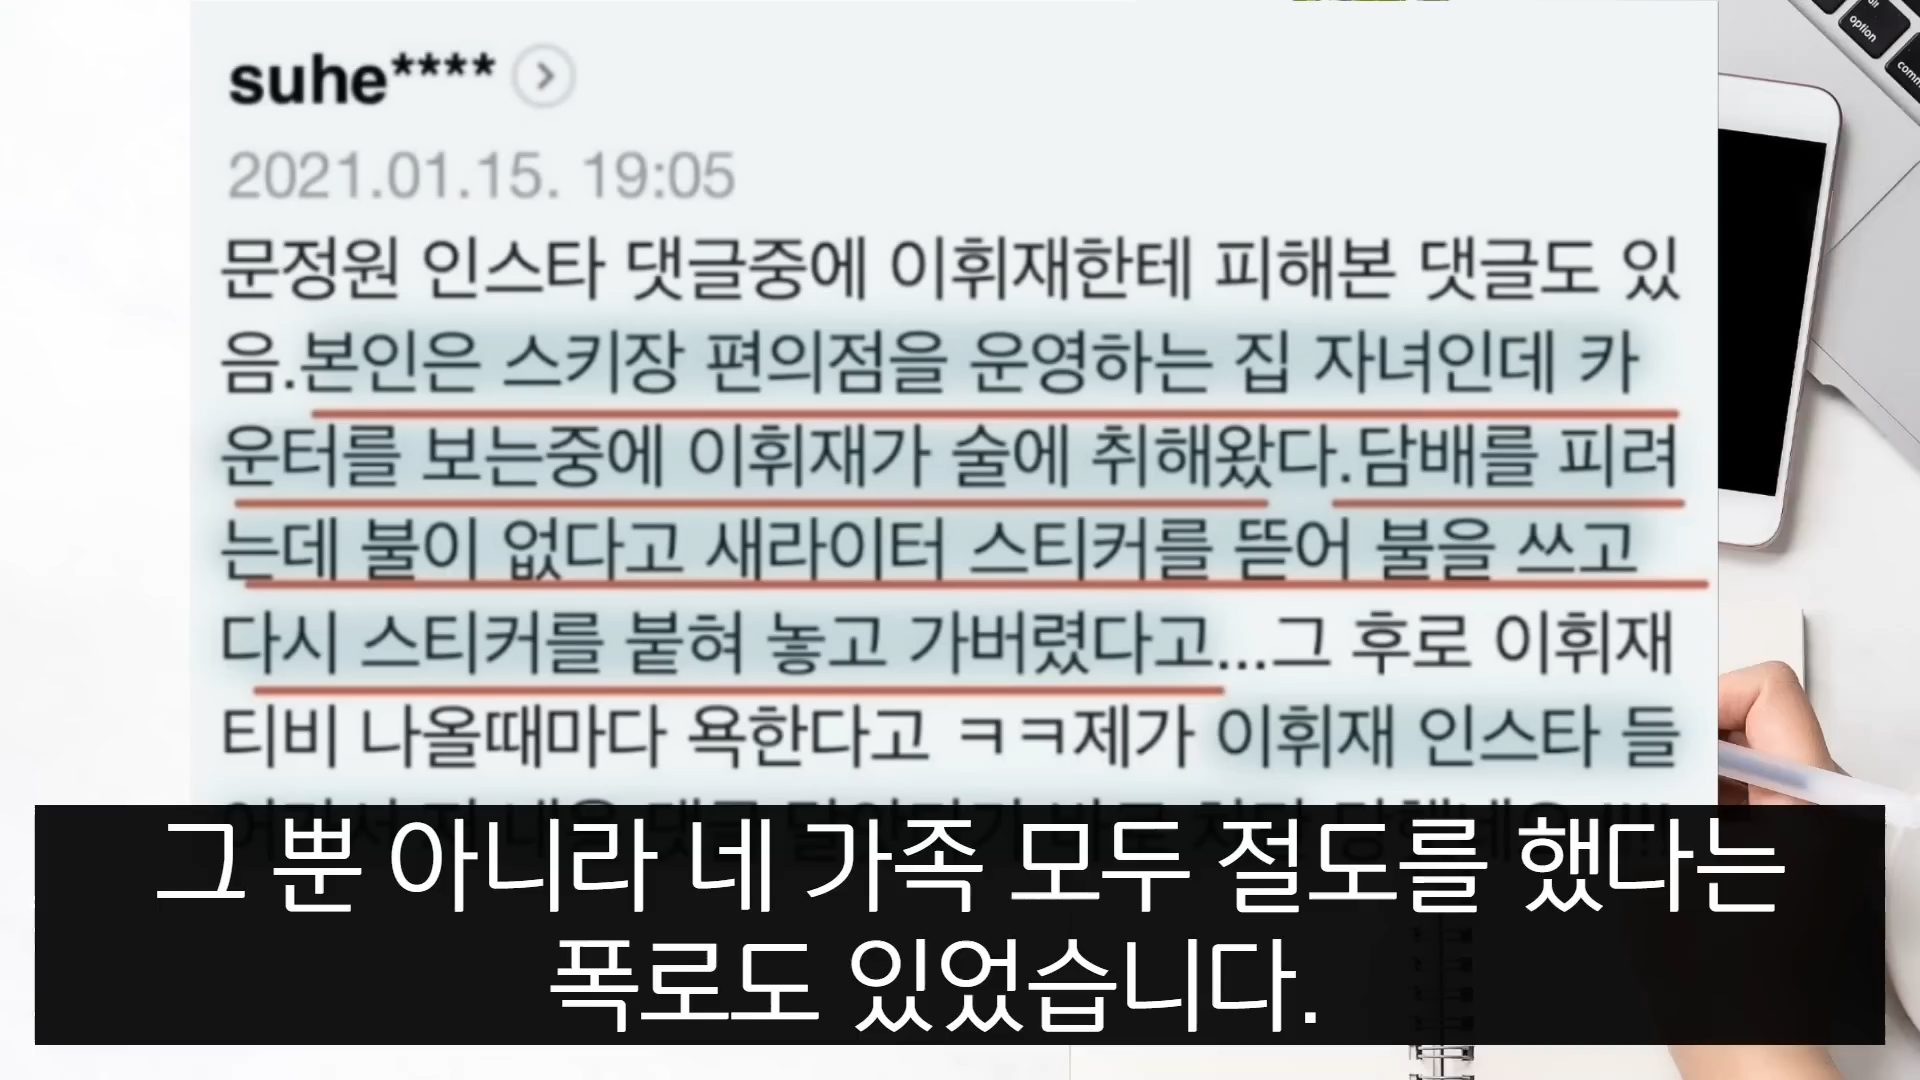 suhe****
2021.01.15. 19:05
문정원 인스타 댓글중에 이휘재한테 피해본 댓글도 있
음.본인은 스키장 편의점을 운영하는 집 자녀인데 카
운터를 보는중에 이휘재가 술에 취해왔다.담배를 피려
는데 불이 없다고 새라이터 스티커를 뜯어 불을 쓰고
다시 스티커를 붙혀 놓고 가버렸다고...그 후로 이휘재
티비 나올때마다 욕한다고 ㅋㅋ제가 이휘재 인스타 들
그 뿐 아니라 네 가족 모두 절도를 했다는
폭로도 있었습니다.
option